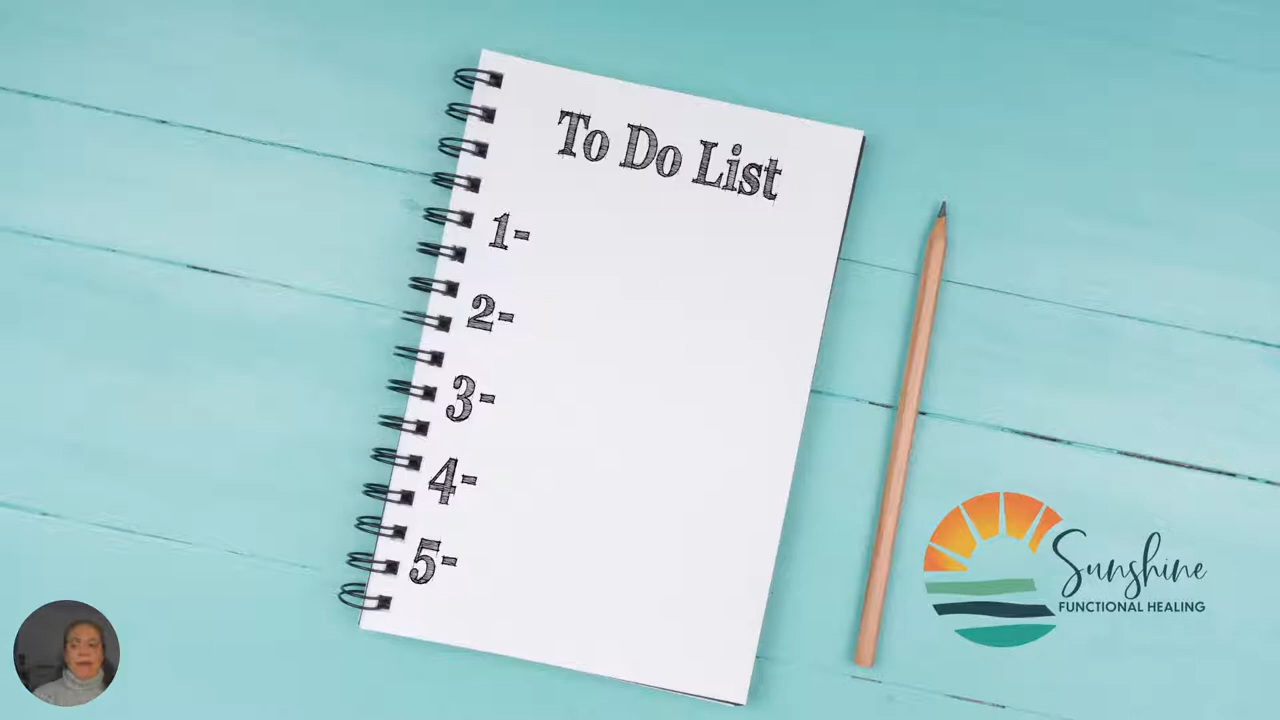 To Do List
1-
2-
3-
4-
5-
Sunshine
FUNCTIONAL HEALING